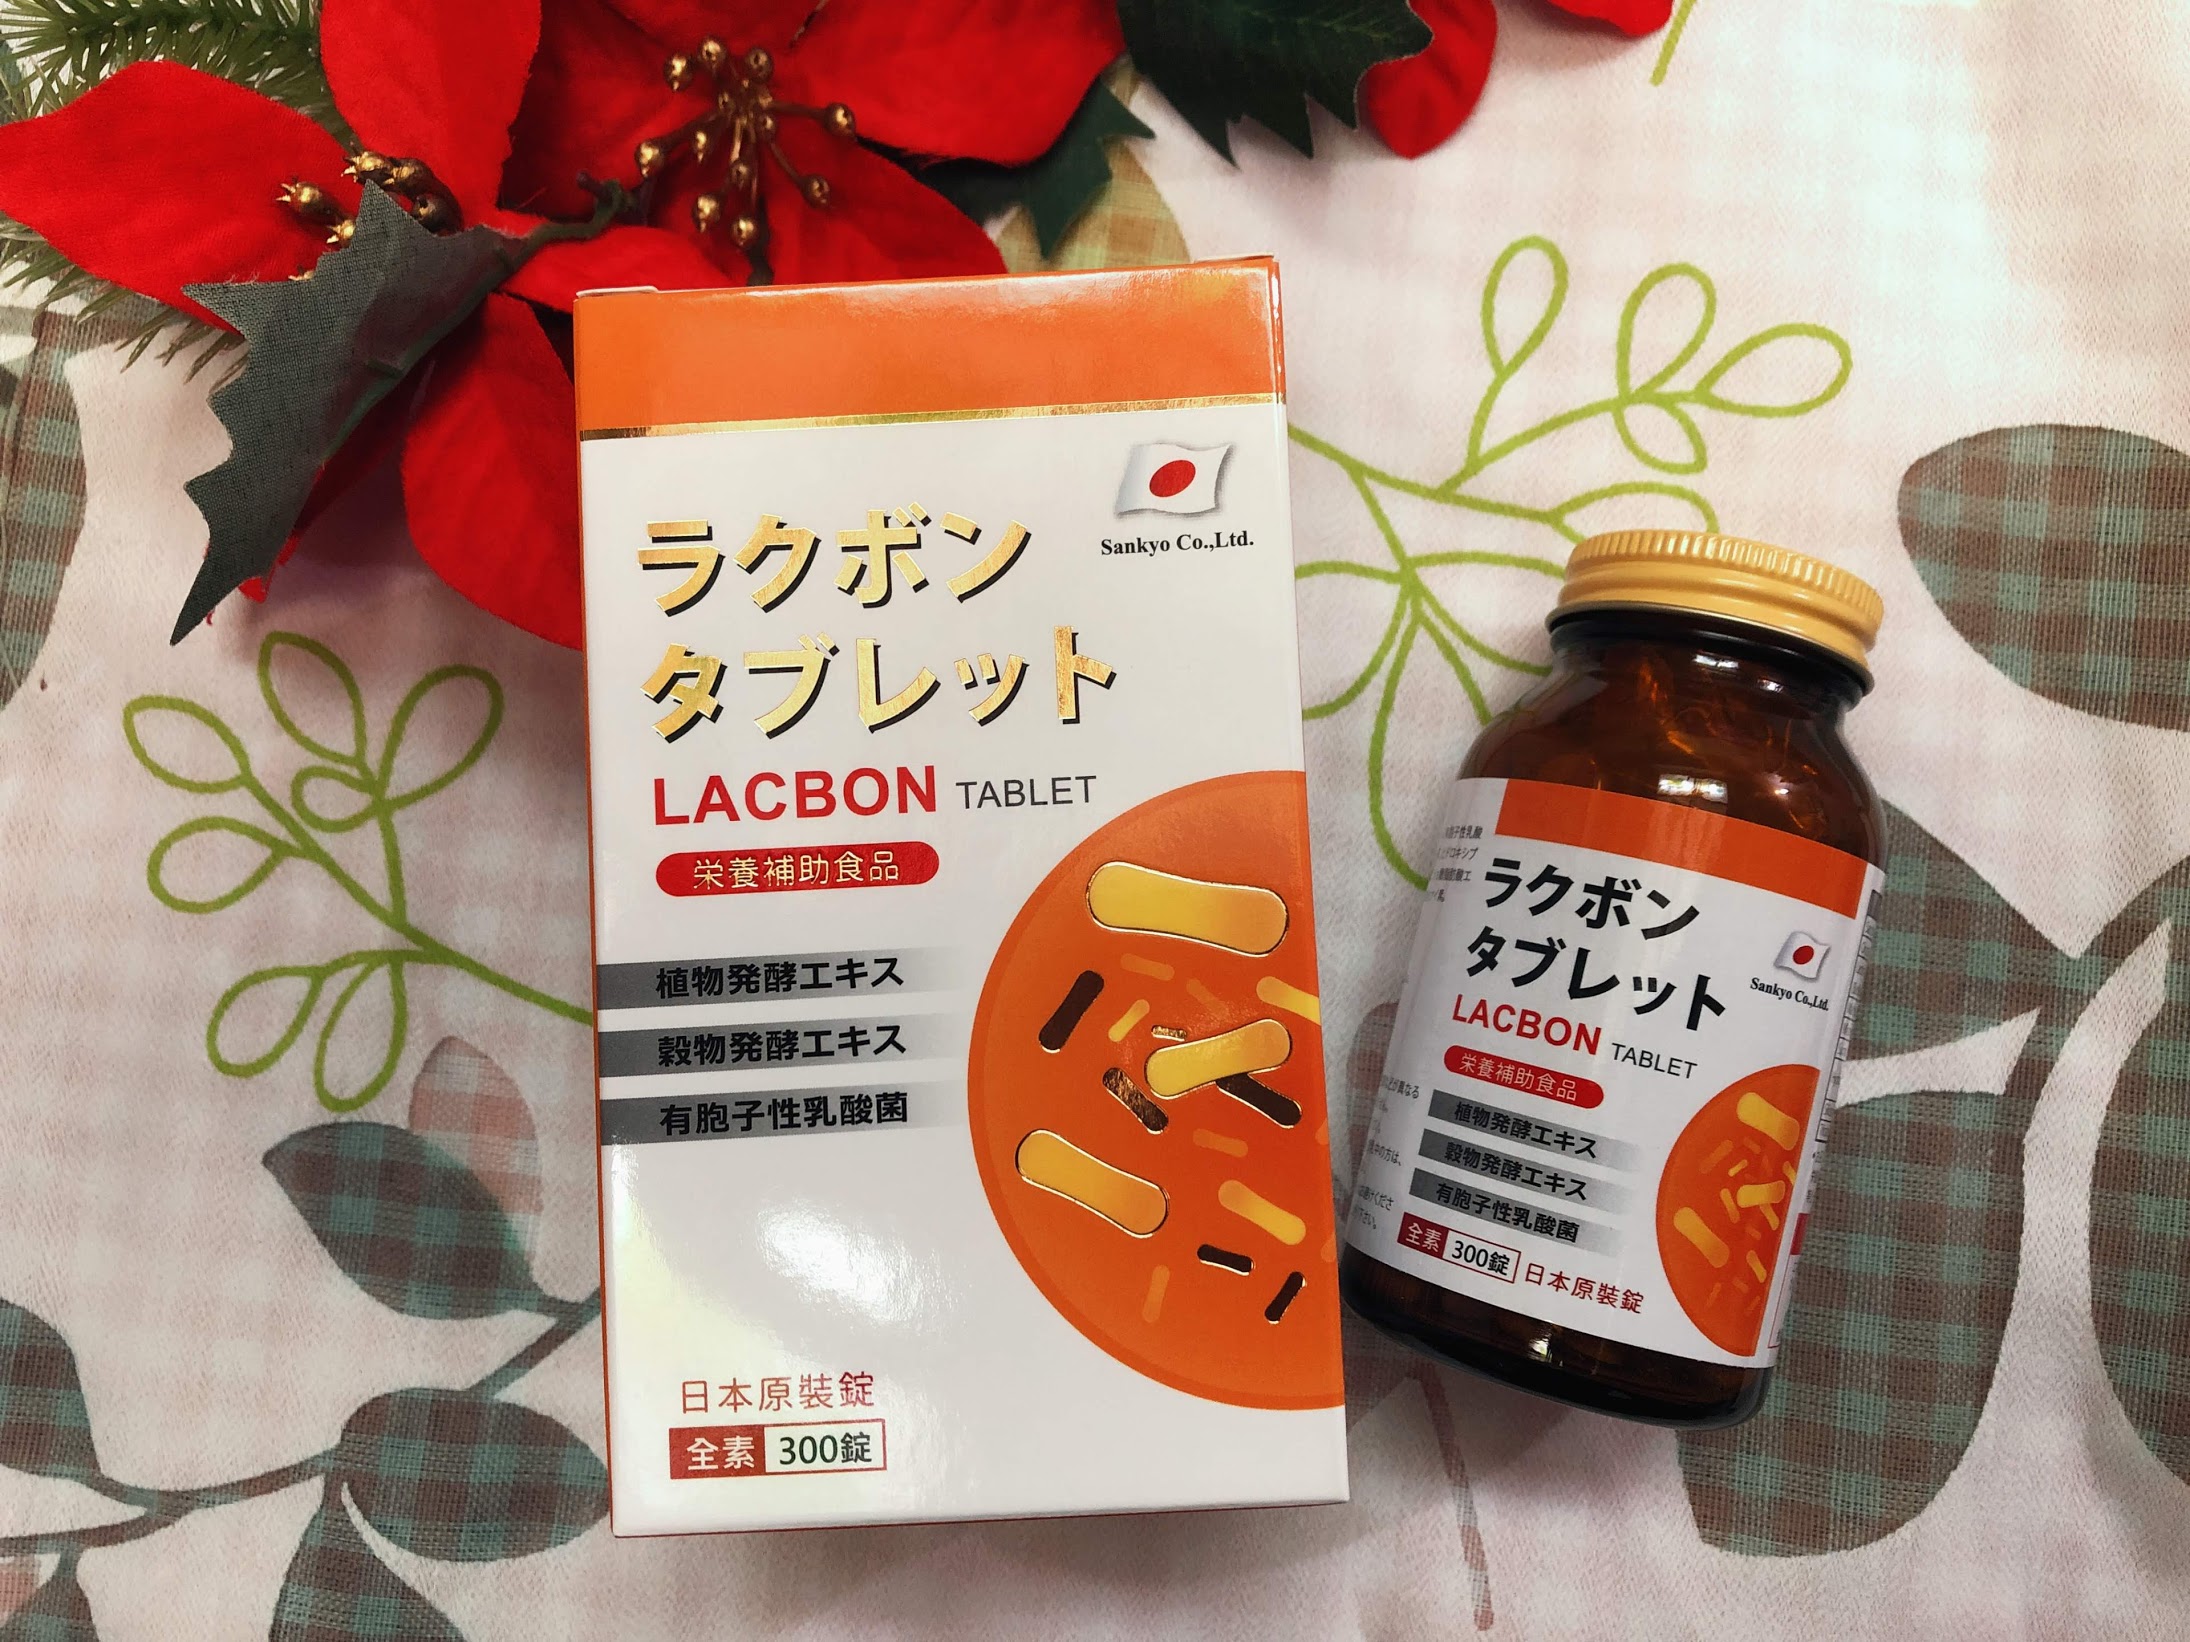 Sankyo Co.,Ltd.
ラクボン
タブレット
LACBON TABLET
栄養補助食品
植物発酵エキス
穀物発酵エキス
有胞子性乳酸菌
日本原裝錠
全素 300錠
ラクボン
タブレット
Sankyo Co.,Ltd.
LACBON TABLET
栄養補助食品
植物発酵エキス
穀物発酵エキス
有胞子性乳酸菌
全素 300錠 日本原裝錠